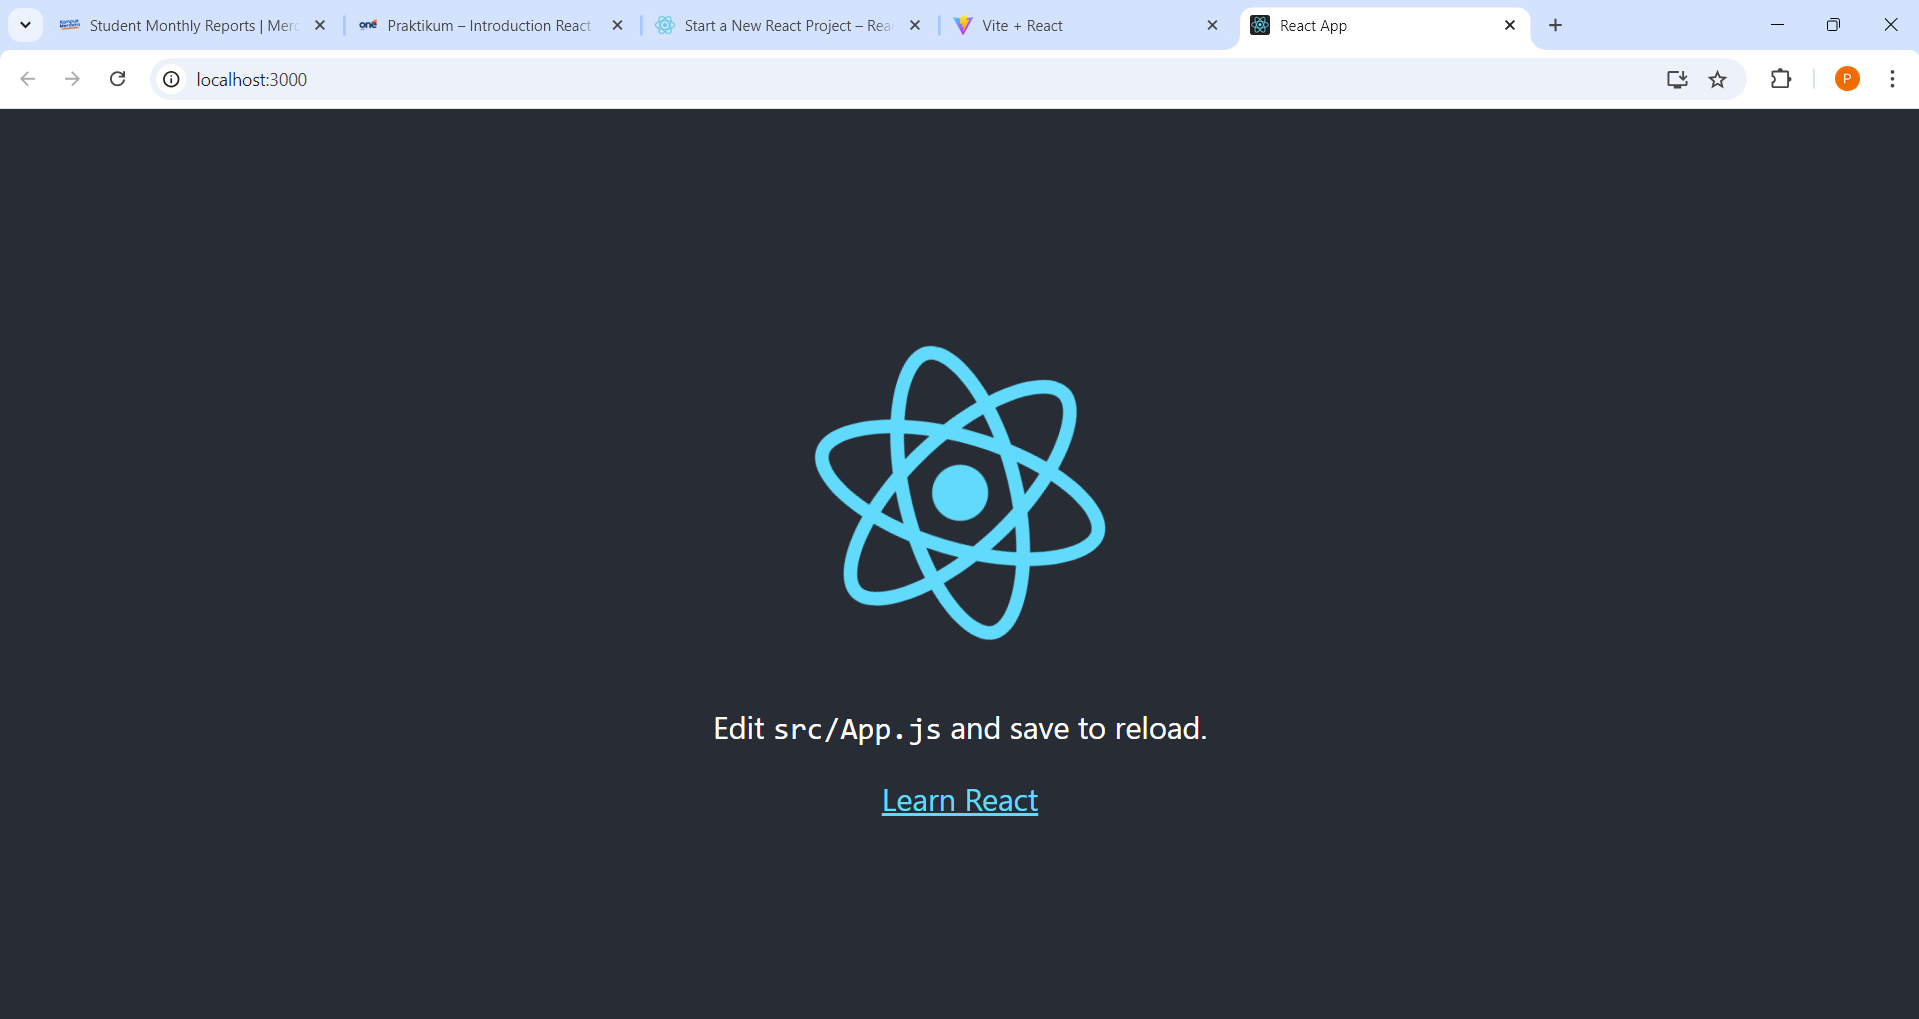 Student Monthly Reports | Merd
Praktikum – Introduction React
Start a New React Project – Rea
Vite + React
React App
localhost:3000
P
Edit src/App.js and save to reload.
Learn React